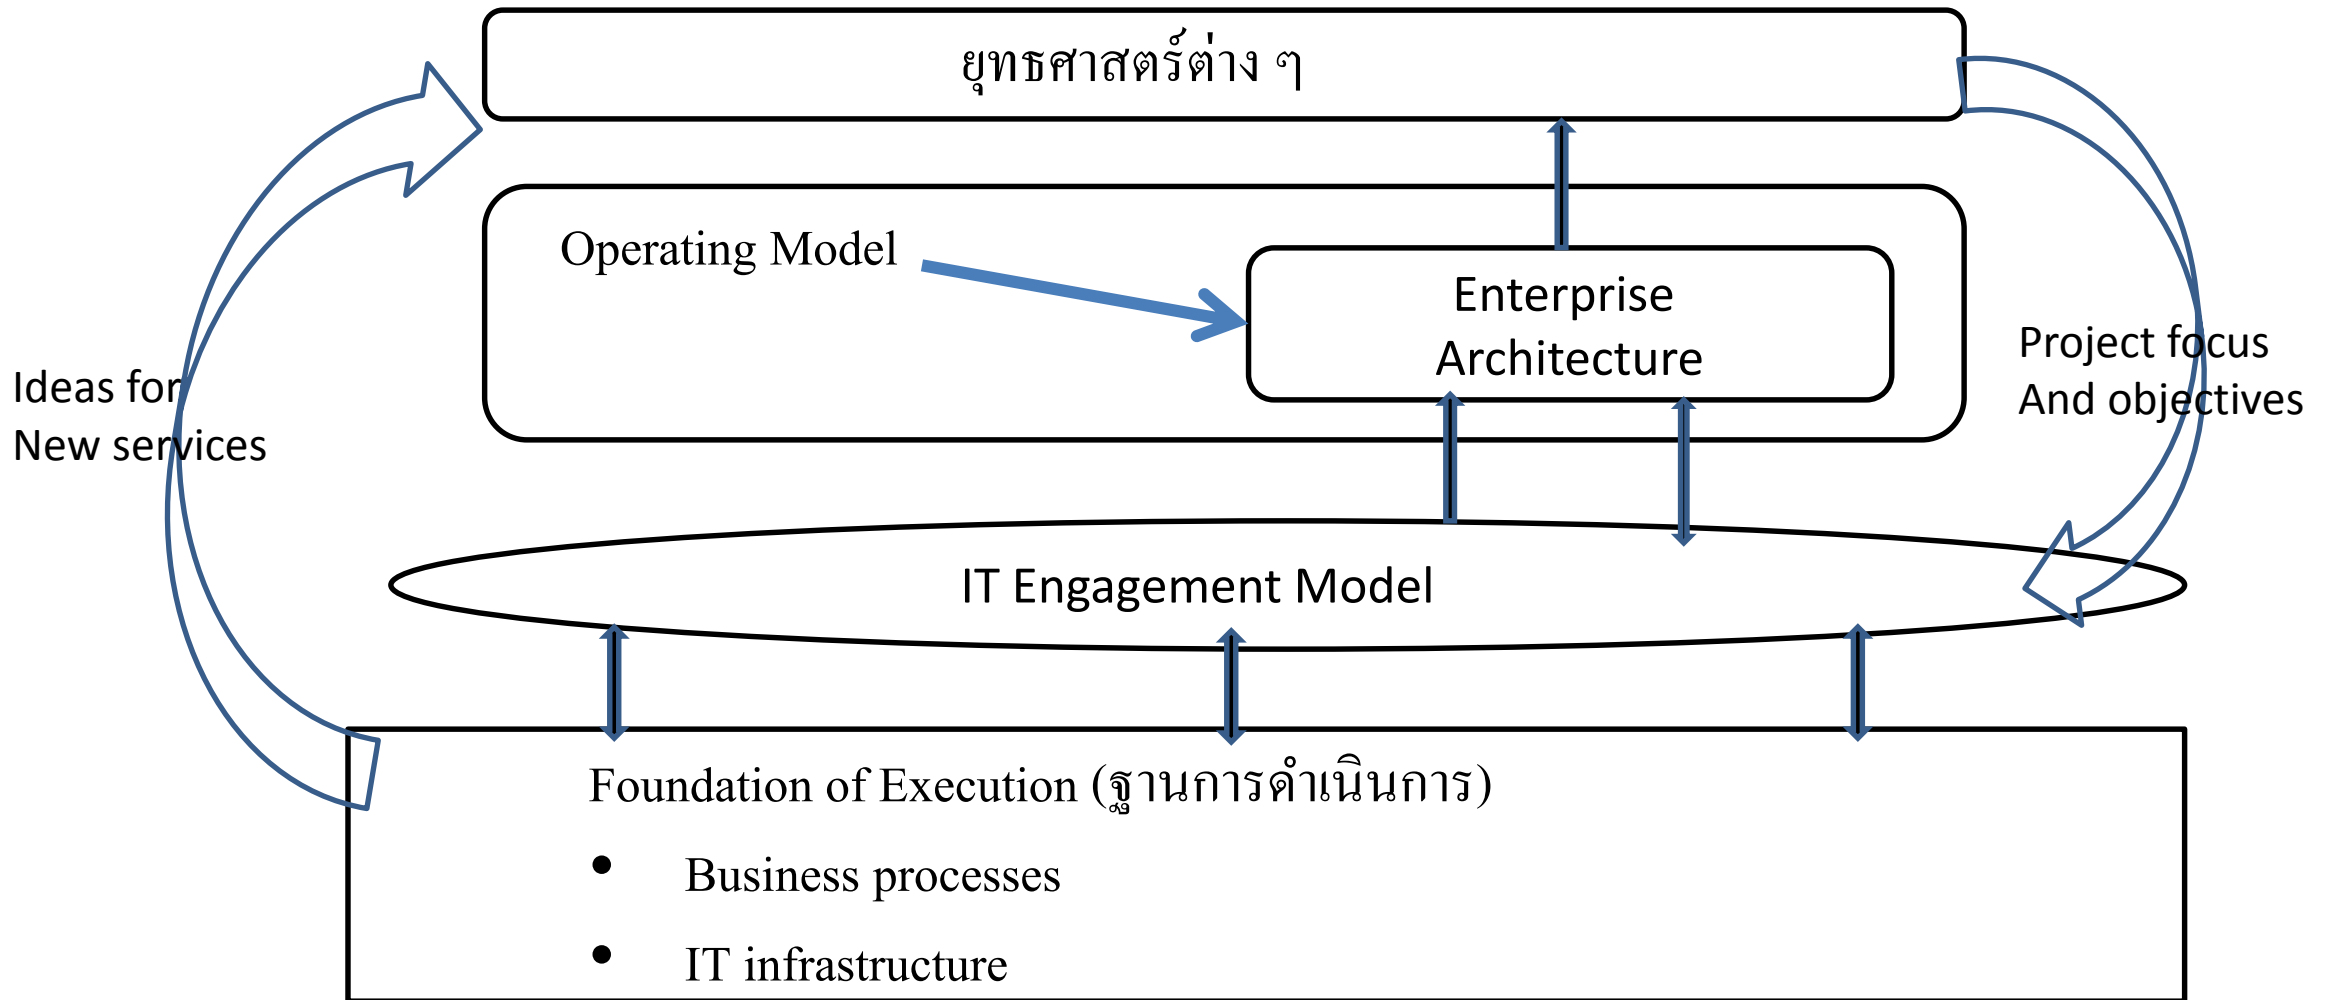 ยุทธศาสตร์ต่าง ๆ
Operating Model
Enterprise
Architecture
Ideas for
New services
Project focus
And objectives
IT Engagement Model
Foundation of Execution (ฐานการดำเนินการ)
• Business processes
• IT infrastructure